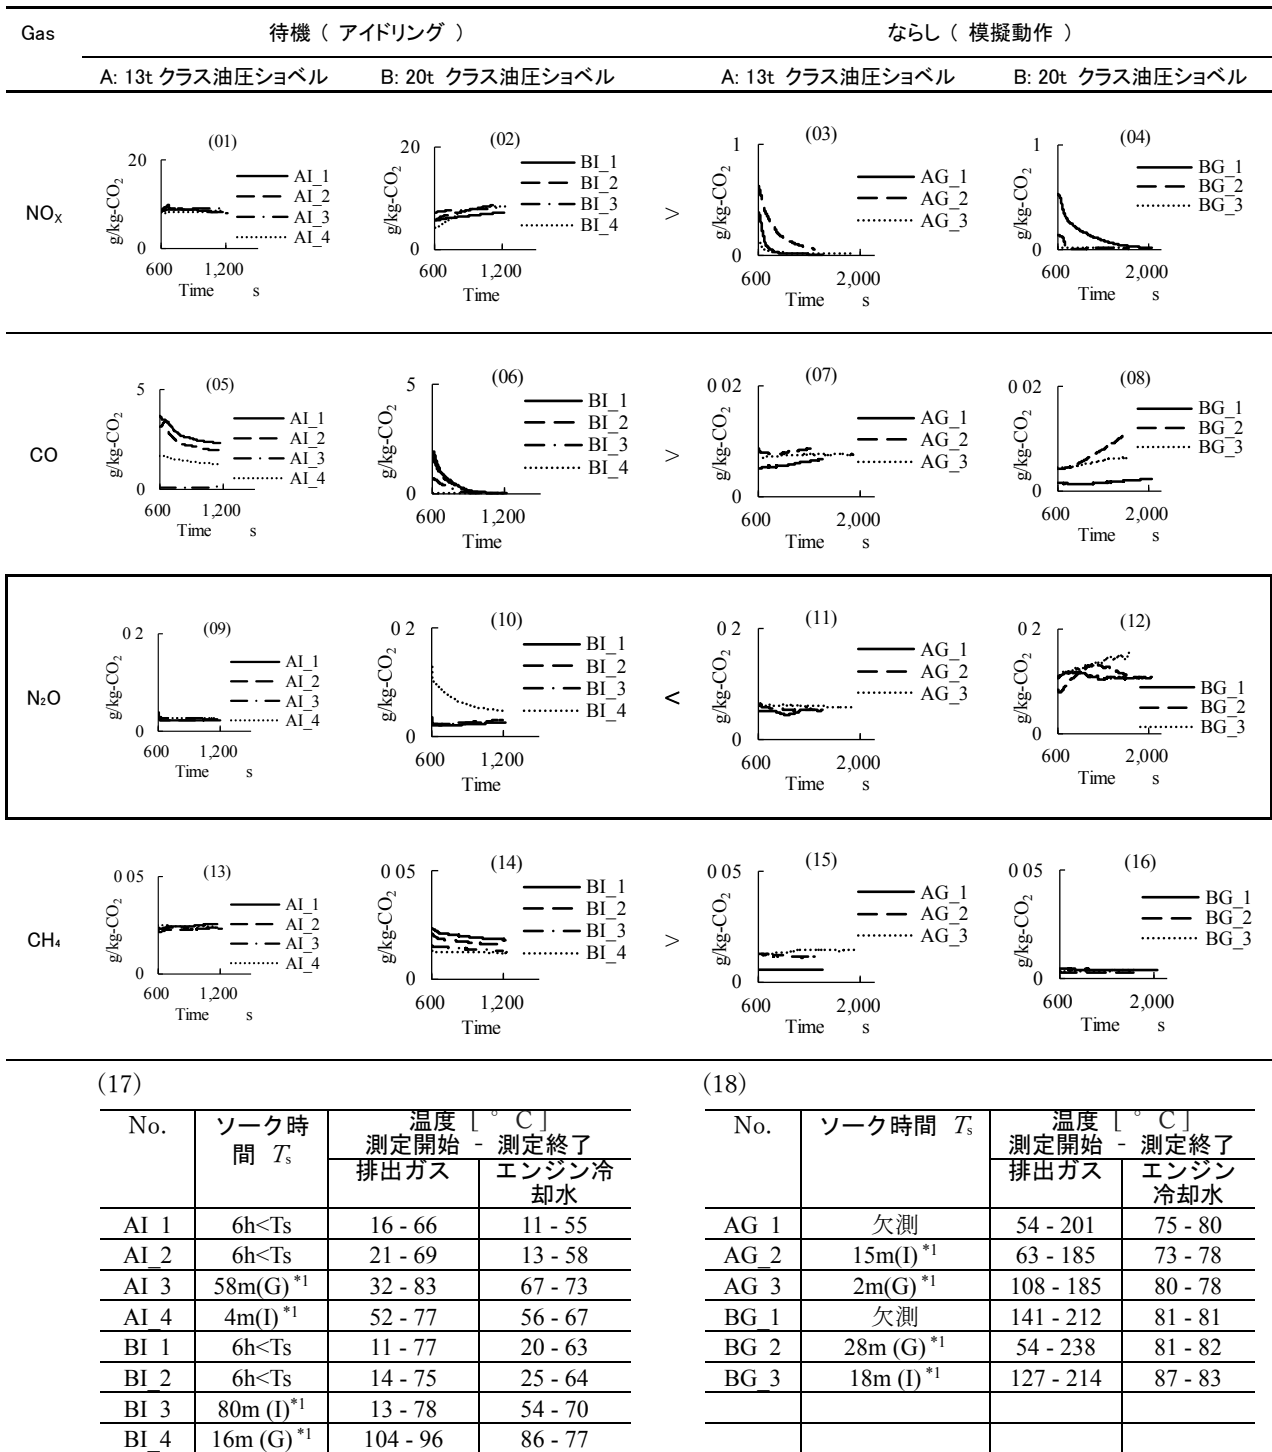 Gas 待機 ( アイドリング ) ならし ( 模擬動作 )
A: 13t クラス油圧ショベル B: 20t クラス油圧ショベル A: 13t クラス油圧ショベル B: 20t クラス油圧ショベル
NOX
(01)
20
0
g/kg-CO2
600 1,200
Time s
AI_1
AI_2
AI_3
AI_4
(02)
20
0
g/kg-CO2
600 1,200
Time
BI_1
BI_2
BI_3
BI_4
>
(03)
1
0
g/kg-CO2
600 2,000
Time s
AG_1
AG_2
AG_3
(04)
1
0
g/kg-CO2
600 2,000
Time s
BG_1
BG_2
BG_3
CO
(05)
5
0
g/kg-CO2
600 1,200
Time s
AI_1
AI_2
AI_3
AI_4
(06)
5
0
g/kg-CO2
600 1,200
Time
BI_1
BI_2
BI_3
BI_4
>
(07)
0 02
0
g/kg-CO2
600 2,000
Time s
AG_1
AG_2
AG_3
(08)
0 02
0
g/kg-CO2
600 2,000
Time s
BG_1
BG_2
BG_3
N2O
(09)
0 2
0
g/kg-CO2
600 1,200
Time s
AI_1
AI_2
AI_3
AI_4
(10)
0 2
0
g/kg-CO2
600 1,200
Time
BI_1
BI_2
BI_3
BI_4
<
(11)
0 2
0
g/kg-CO2
600 2,000
Time s
AG_1
AG_2
AG_3
(12)
0 2
0
g/kg-CO2
600 2,000
Time s
BG_1
BG_2
BG_3
CH4
(13)
0 05
0
g/kg-CO2
600 1,200
Time s
AI_1
AI_2
AI_3
AI_4
(14)
0 05
0
g/kg-CO2
600 1,200
Time
BI_1
BI_2
BI_3
BI_4
>
(15)
0 05
0
g/kg-CO2
600 2,000
Time s
AG_1
AG_2
AG_3
(16)
0 05
0
g/kg-CO2
600 2,000
Time s
BG_1
BG_2
BG_3
(17)
No. ソーク時間 Ts 温度 [ ° C ]
測定開始 - 測定終了
排出ガス エンジン冷却水
AI_1 6h<Ts 16 - 66 11 - 55
AI_2 6h<Ts 21 - 69 13 - 58
AI_3 58m(G) *1 32 - 83 67 - 73
AI_4 4m(I) *1 52 - 77 56 - 67
BI_1 6h<Ts 11 - 77 20 - 63
BI_2 6h<Ts 14 - 75 25 - 64
BI_3 80m (I)*1 13 - 78 54 - 70
BI_4 16m (G) *1 104 - 96 86 - 77
(18)
No. ソーク時間 Ts 温度 [ ° C ]
測定開始 - 測定終了
排出ガス エンジン冷却水
AG_1 欠測 54 - 201 75 - 80
AG_2 15m(I) *1 63 - 185 73 - 78
AG_3 2m(G) *1 108 - 185 80 - 78
BG_1 欠測 141 - 212 81 - 81
BG_2 28m (G) *1 54 - 238 81 - 82
BG_3 18m (I) *1 127 - 214 87 - 83